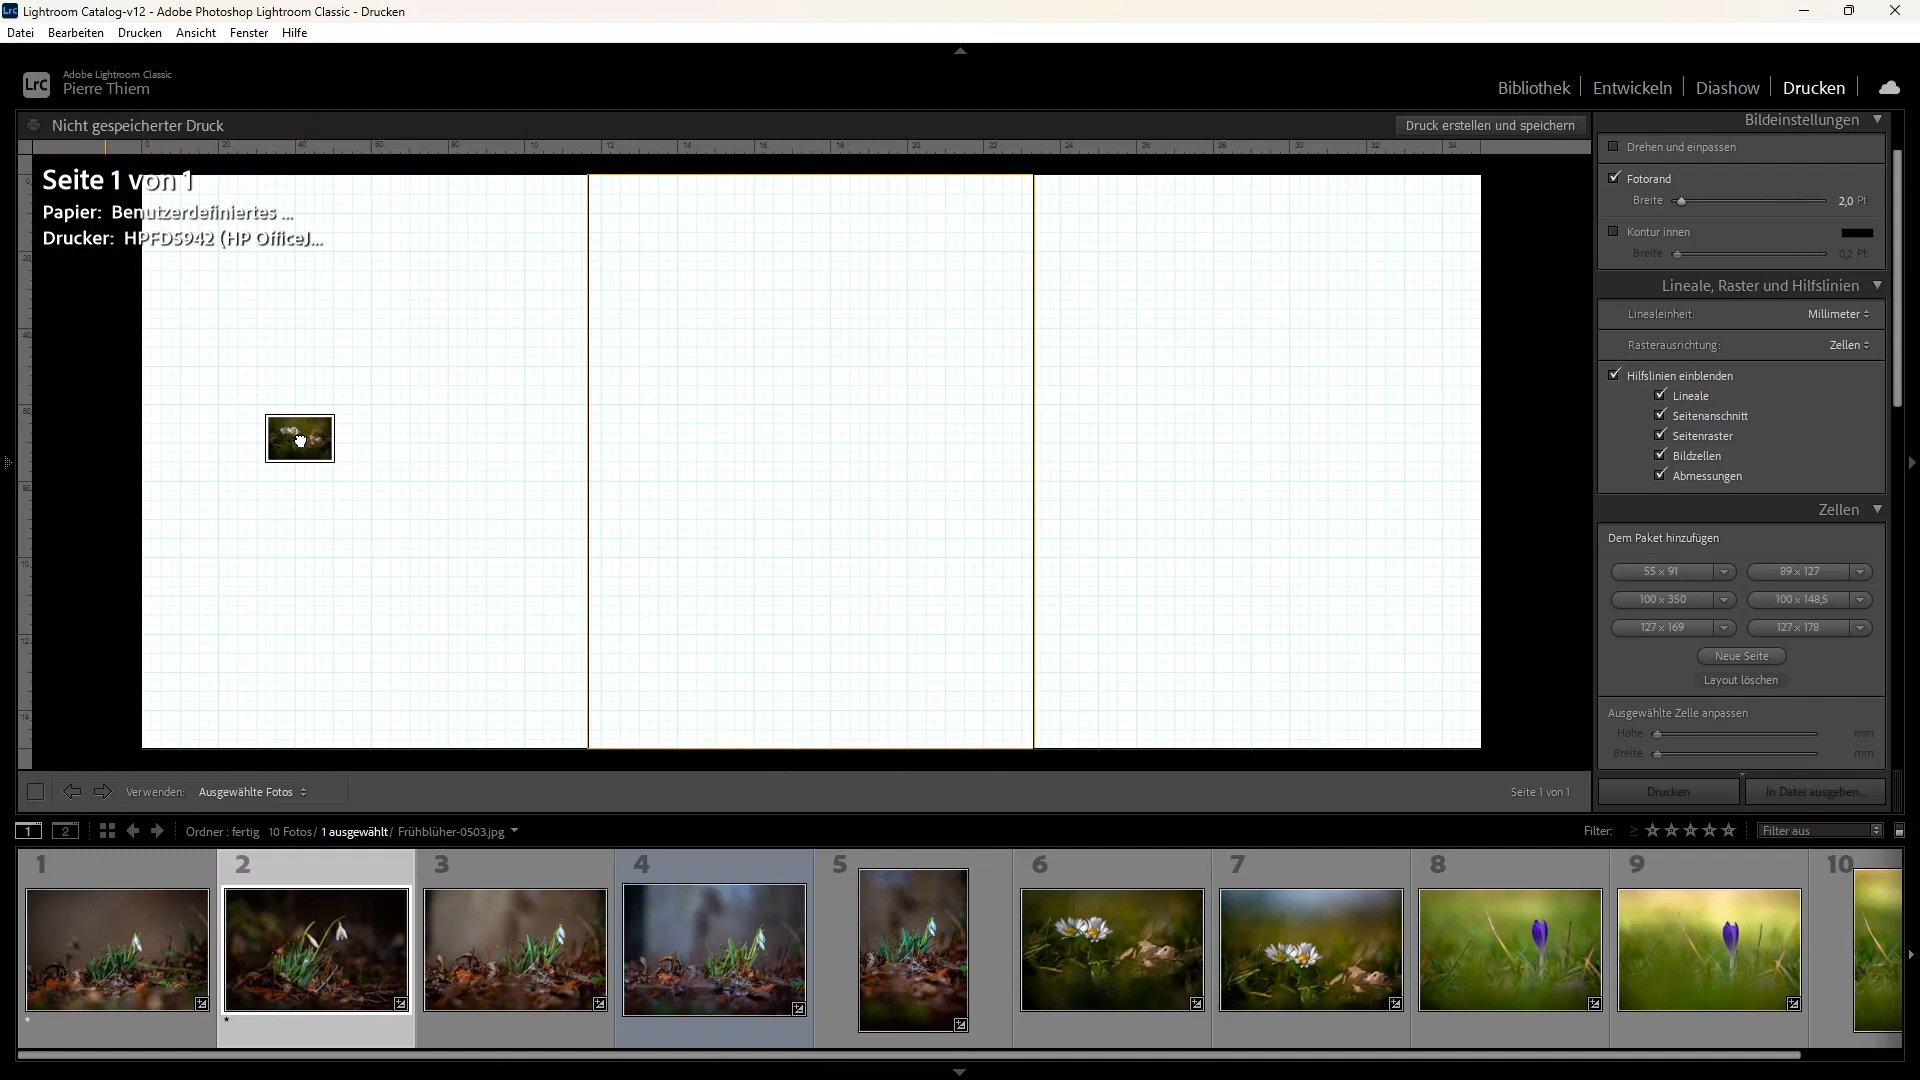 Lightroom Catalog-v12 - Adobe Photoshop Lightroom Classic - Drucken
Datei Bearbeiten Drucken Ansicht Fenster Hilfe
LrC Adobe Lightroom Classic
Pierre Thiem
Bibliothek Entwickeln Diashow Drucken
Nicht gespeicherter Druck
Druck erstellen und speichern
Seite 1 von 1
Papier: Benutzerdefiniertes ...
Drucker: HPFD5942 (HP OfficeJ...
Bildeinstellungen
Drehen und einpassen
Fotorand
Breite 2,0 Pt
Kontur innen
Breite 0,2 Pt
Lineale, Raster und Hilfslinien
Linealeinheit: Millimeter
Rasterausrichtung: Zellen
Hilfslinien einblenden
Lineale
Seitenanschnitt
Seitenraster
Bildzellen
Abmessungen
Zellen
Dem Paket hinzufügen
55 x 91 89 x 127
100 x 350 100 x 148,5
127 x 169 127 x 178
Neue Seite
Layout löschen
Ausgewählte Zelle anpassen
Höhe mm
Breite mm
Drucken In Datei ausgeben...
Verwenden: Ausgewählte Fotos
Seite 1 von 1
1 2 Ordner : fertig 10 Fotos / 1 ausgewählt / Frühblüher-0503.jpg
Filter: Filter aus
1 2 3 4 5 6 7 8 9 10